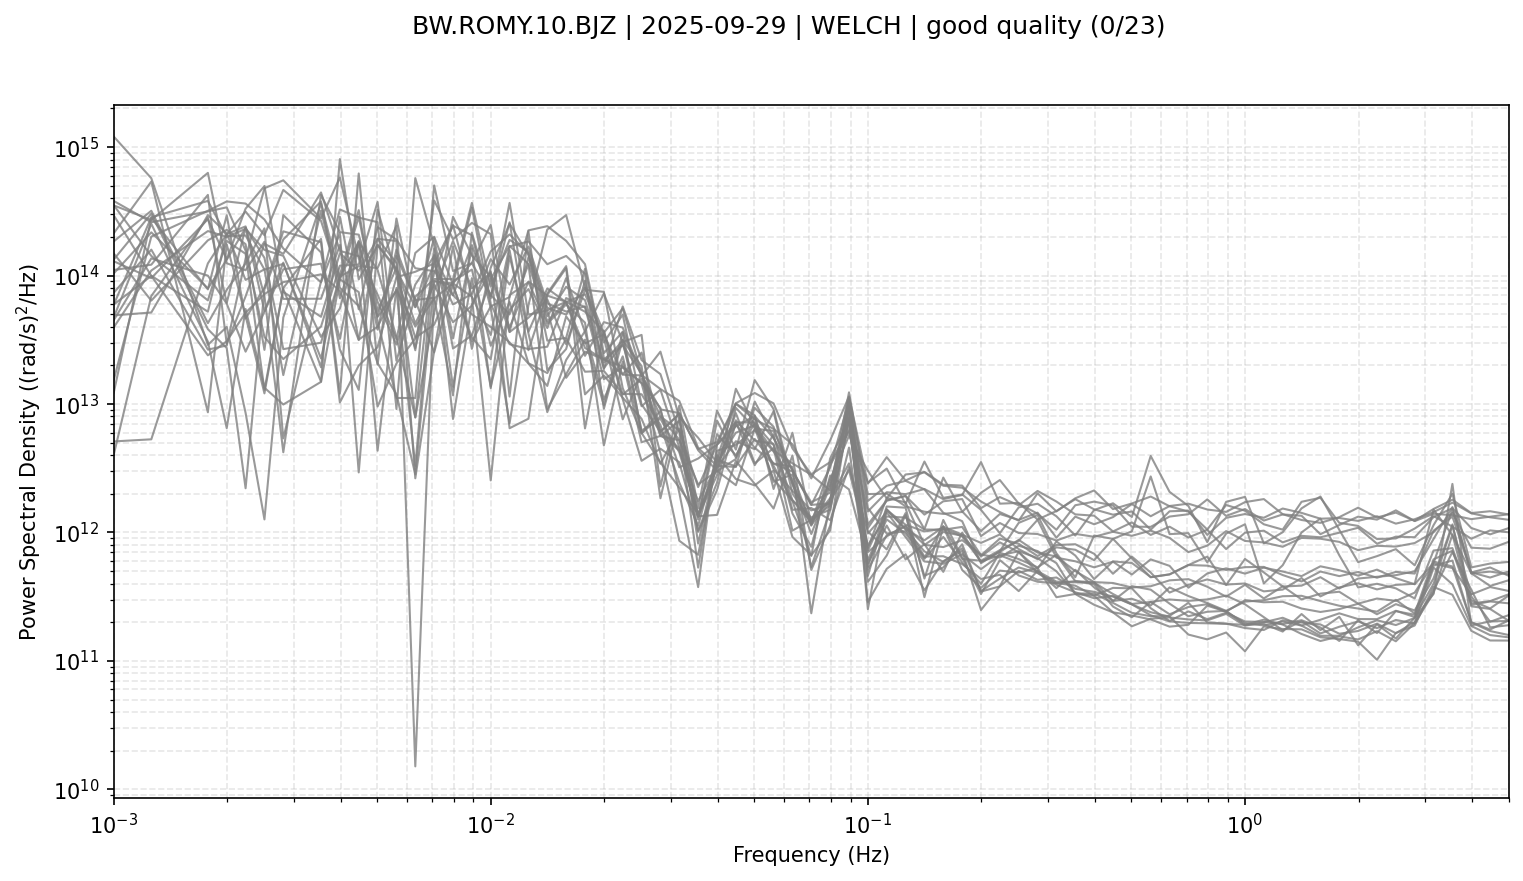 BW.ROMY.10.BJZ | 2025-09-29 | WELCH | good quality (0/23)
Power Spectral Density ((rad/s)²/Hz)
10¹⁵
10¹⁴
10¹³
10¹²
10¹¹
10¹⁰
10⁻³ 10⁻² 10⁻¹ 10⁰
Frequency (Hz)